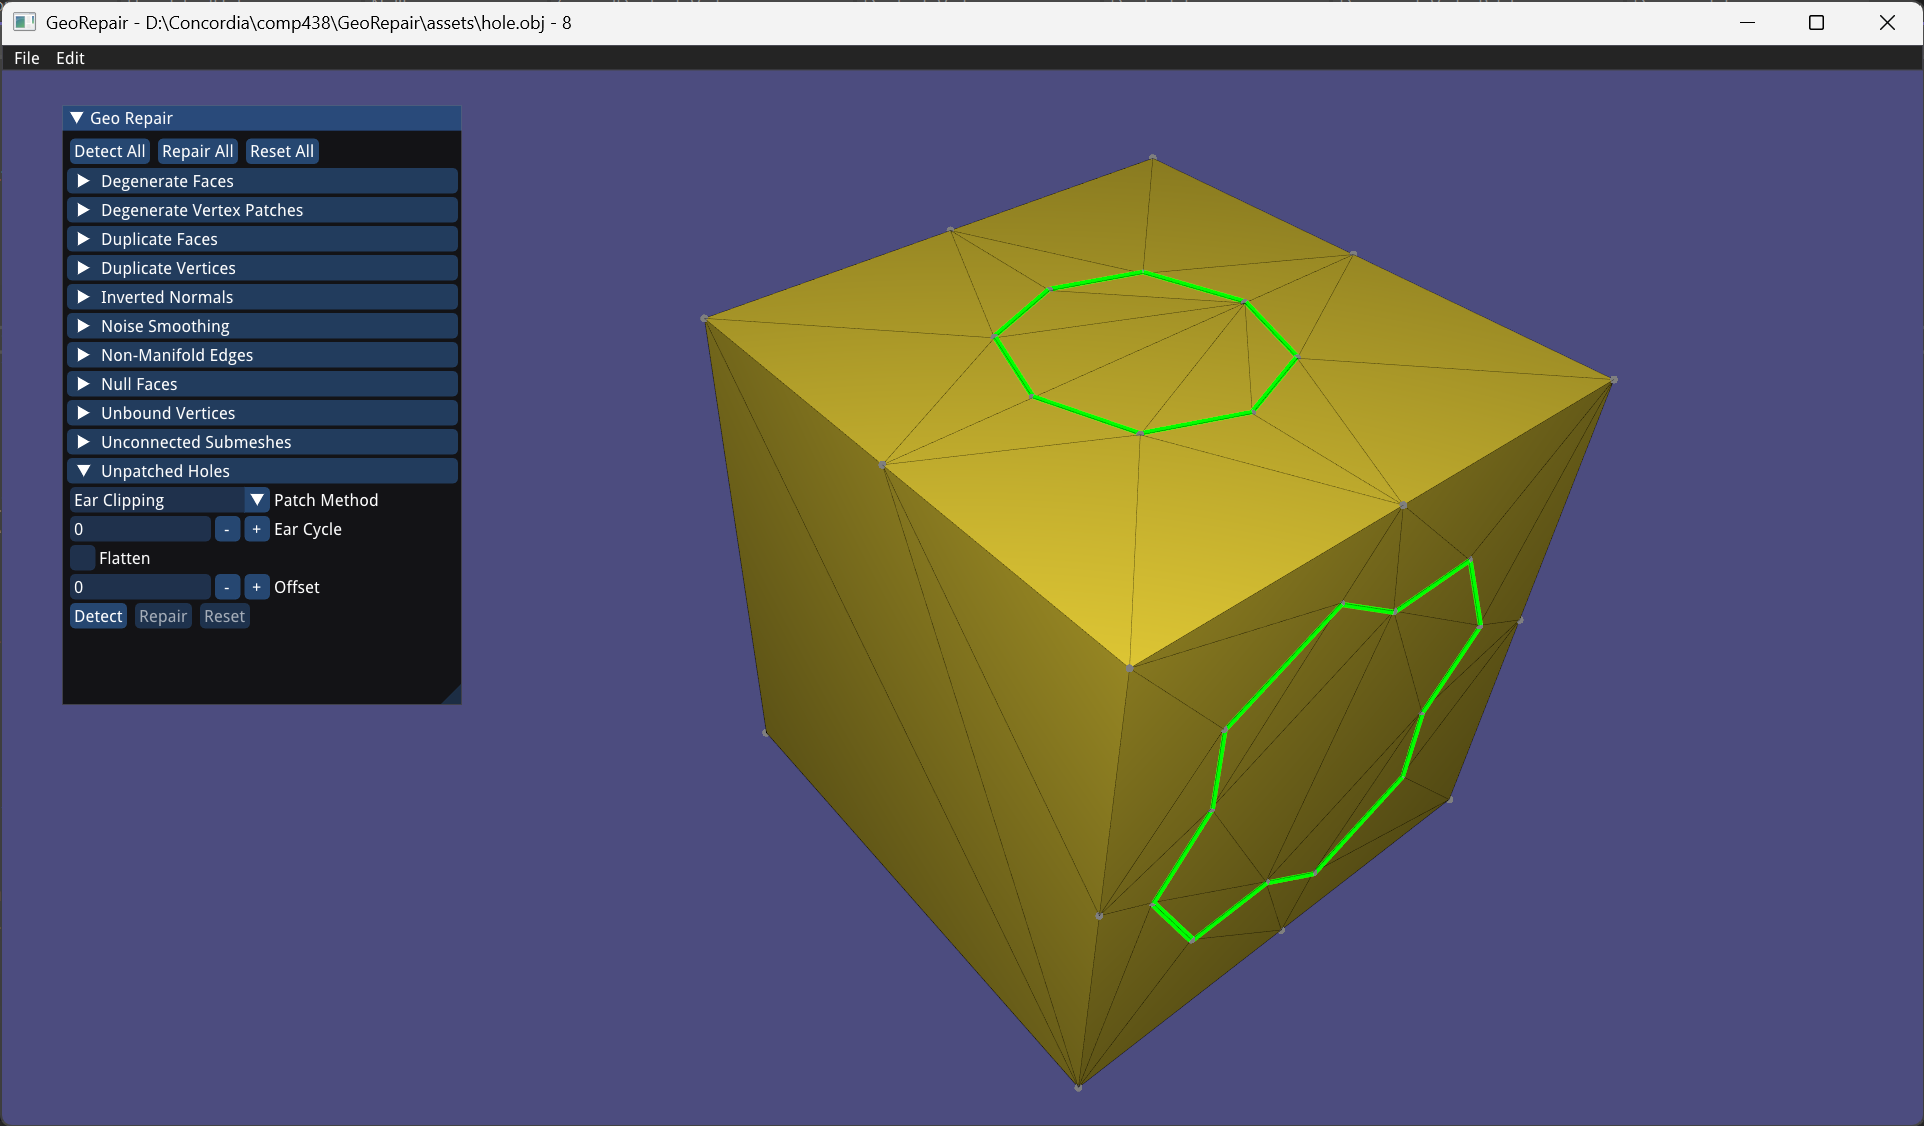 GeoRepair - D:\Concordia\comp438\GeoRepair\assets\hole.obj - 8
File Edit
Geo Repair
Detect All Repair All Reset All
Degenerate Faces
Degenerate Vertex Patches
Duplicate Faces
Duplicate Vertices
Inverted Normals
Noise Smoothing
Non-Manifold Edges
Null Faces
Unbound Vertices
Unconnected Submeshes
Unpatched Holes
Ear Clipping Patch Method
0 - + Ear Cycle
Flatten
0 - + Offset
Detect Repair Reset